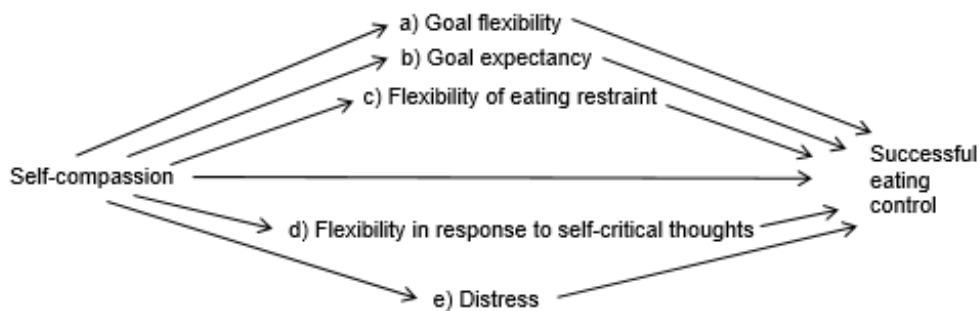 a) Goal flexibility
b) Goal expectancy
c) Flexibility of eating restraint
Self-compassion
Successful
eating
control
d) Flexibility in response to self-critical thoughts
e) Distress